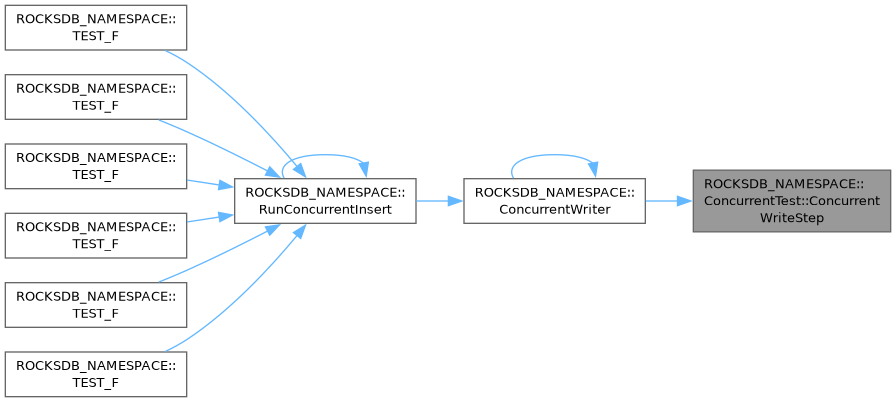 ROCKSDB_NAMESPACE::
TEST_F
ROCKSDB_NAMESPACE::
TEST_F
ROCKSDB_NAMESPACE::
TEST_F
ROCKSDB_NAMESPACE::
TEST_F
ROCKSDB_NAMESPACE::
TEST_F
ROCKSDB_NAMESPACE::
TEST_F
ROCKSDB_NAMESPACE::
RunConcurrentInsert
ROCKSDB_NAMESPACE::
ConcurrentWriter
ROCKSDB_NAMESPACE::
ConcurrentTest::Concurrent
WriteStep